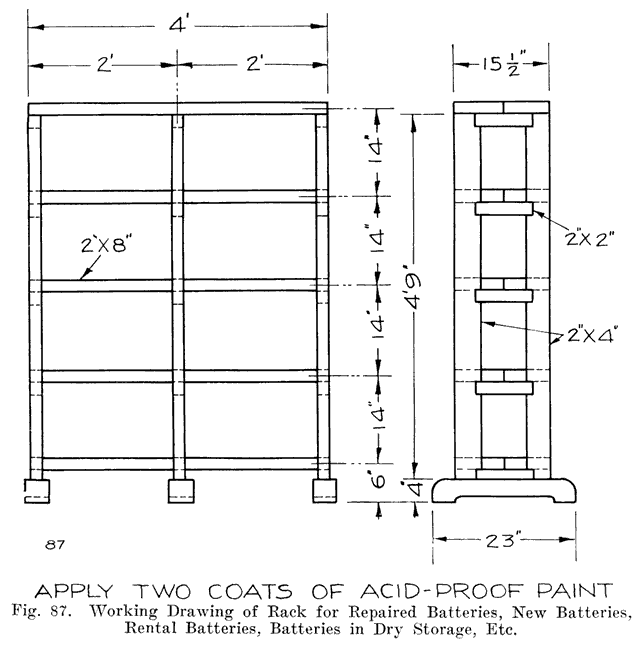 4'
2' 2'
15 1/2"
14"
2"X2"
2"X8"
14"
4'9"
14"
2"X4"
14"
6"
4"
23"
87
APPLY TWO COATS OF ACID-PROOF PAINT
Fig. 87. Working Drawing of Rack for Repaired Batteries, New Batteries,
Rental Batteries, Batteries in Dry Storage, Etc.